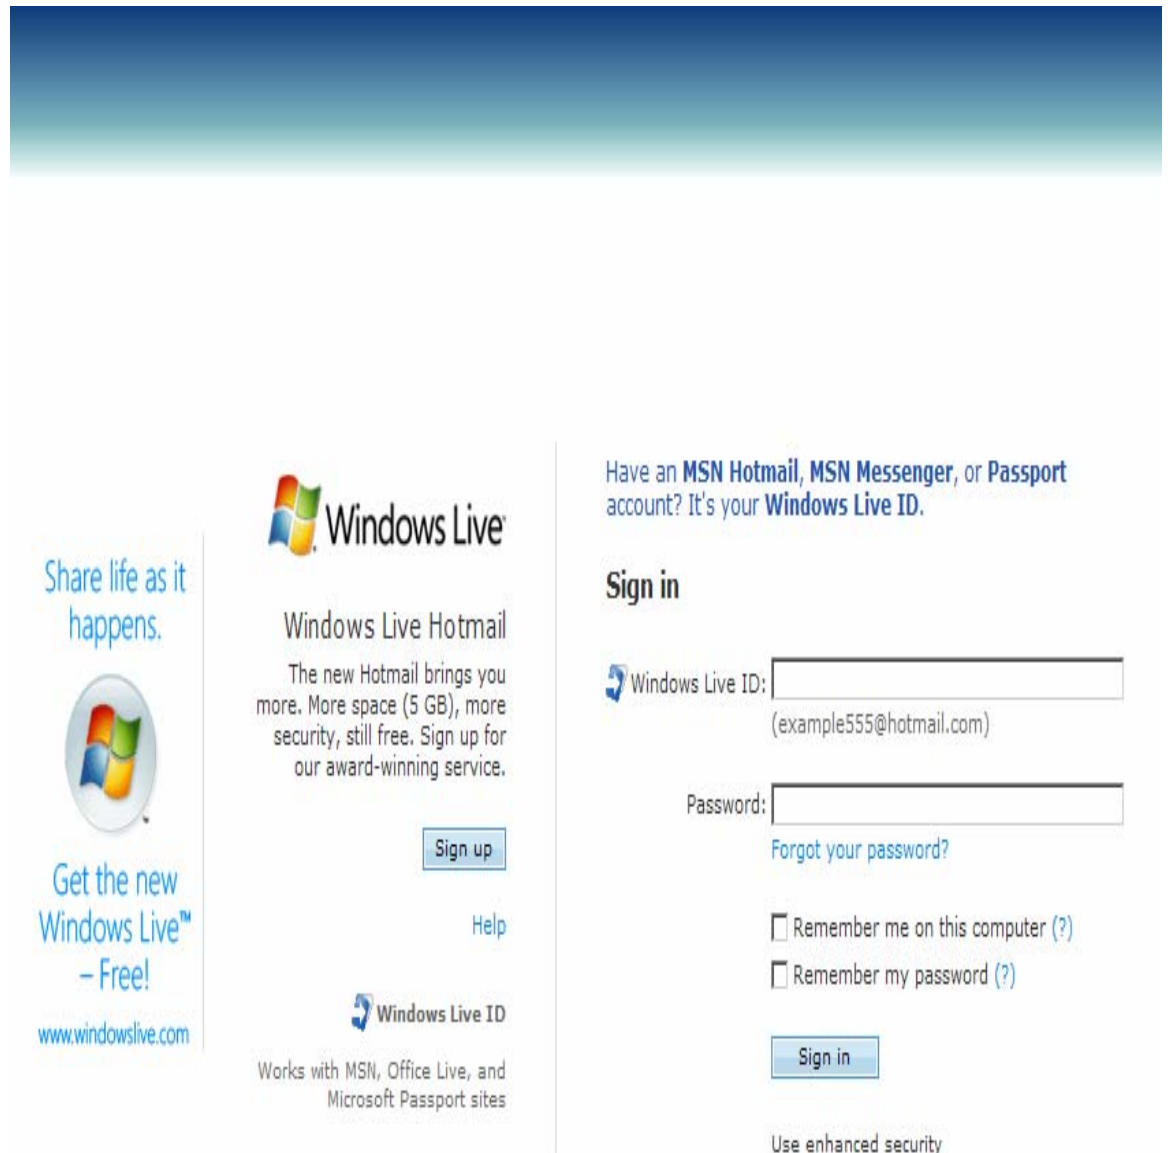 Share life as it
happens.
Get the new
Windows Live™
– Free!
www.windowslive.com
Windows Live
Windows Live Hotmail
The new Hotmail brings you
more. More space (5 GB), more
security, still free. Sign up for
our award-winning service.
Sign up
Help
Windows Live ID
Works with MSN, Office Live, and
Microsoft Passport sites
Have an MSN Hotmail, MSN Messenger, or Passport
account? It's your Windows Live ID.
Sign in
Windows Live ID:
(example555@hotmail.com)
Password:
Forgot your password?
Remember me on this computer (?)
Remember my password (?)
Sign in
Use enhanced security